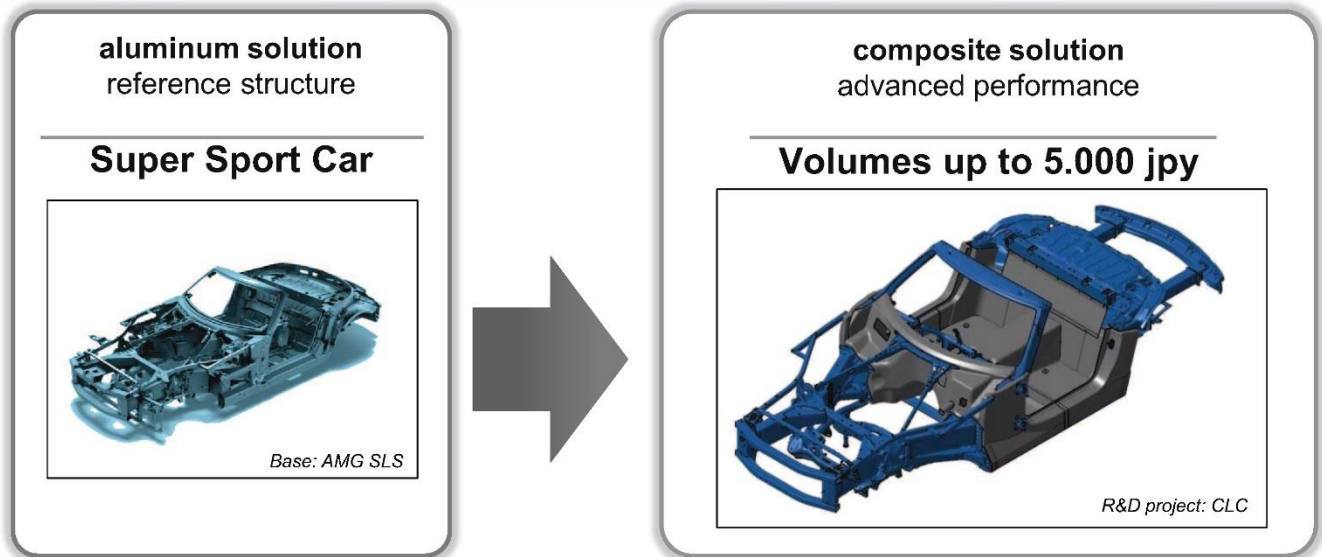 aluminum solution
reference structure
Super Sport Car
Base: AMG SLS
composite solution
advanced performance
Volumes up to 5.000 jpy
R&D project: CLC